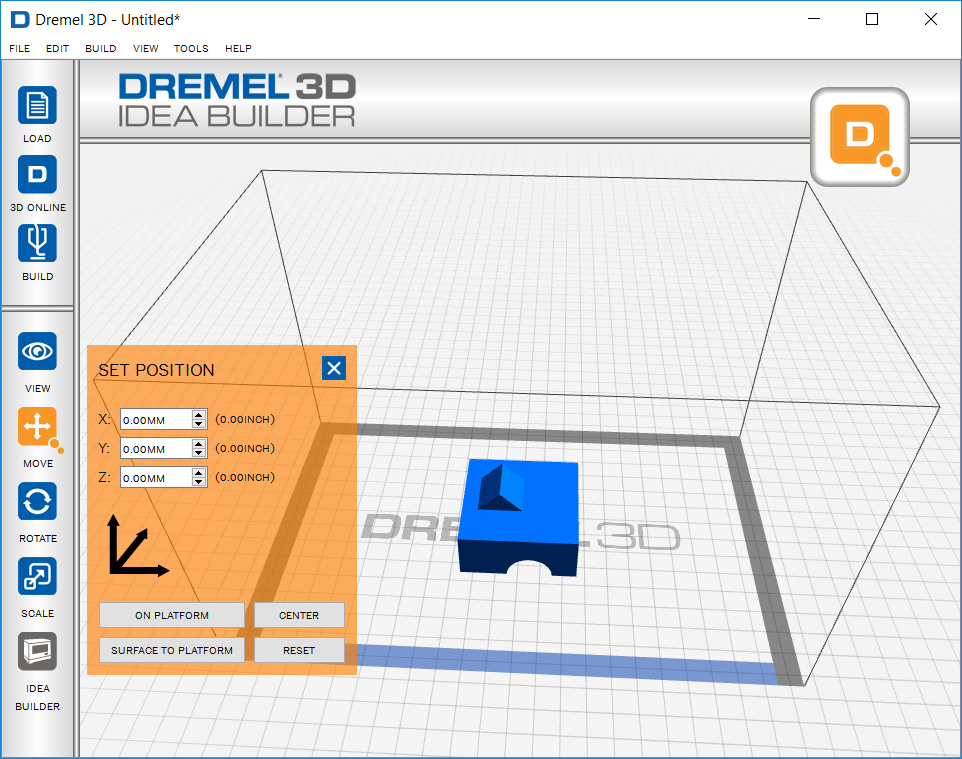 Dremel 3D - Untitled*
FILE EDIT BUILD VIEW TOOLS HELP
DREMEL® 3D
IDEA BUILDER
D
LOAD
D
3D ONLINE
BUILD
VIEW
MOVE
ROTATE
SCALE
IDEA
BUILDER
SET POSITION
X: 0.00MM (0.00INCH)
Y: 0.00MM (0.00INCH)
Z: 0.00MM (0.00INCH)
ON PLATFORM CENTER
SURFACE TO PLATFORM RESET
DRE EL 3D